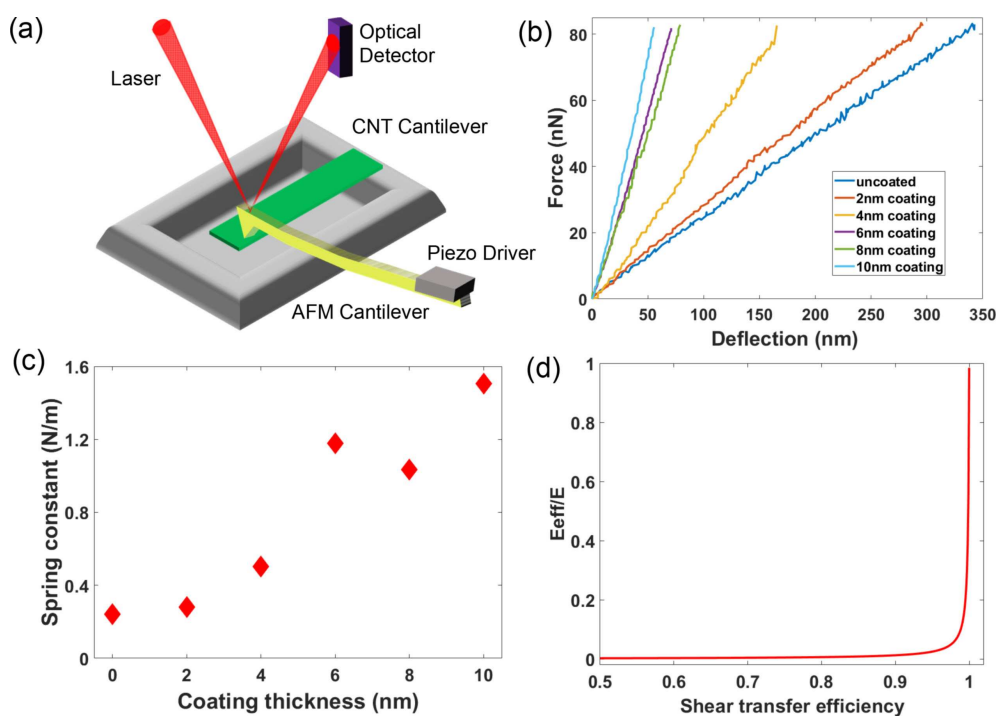 (a)
Laser
Optical
Detector
CNT Cantilever
Piezo Driver
AFM Cantilever
(b)
Force (nN)
80
60
40
20
0
0 50 100 150 200 250 300 350
Deflection (nm)
uncoated
2nm coating
4nm coating
6nm coating
8nm coating
10nm coating
(c)
Spring constant (N/m)
1.6
1.2
0.8
0.4
0
0 2 4 6 8 10
Coating thickness (nm)
(d)
Eeff/E
1
0.8
0.6
0.4
0.2
0
0.5 0.6 0.7 0.8 0.9 1
Shear transfer efficiency